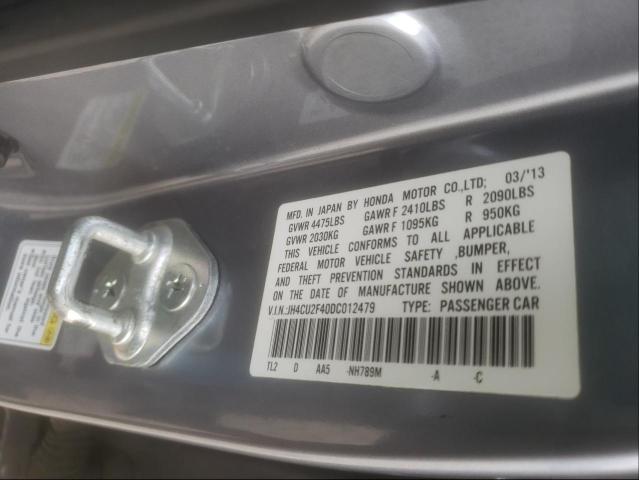 MFD. IN JAPAN BY HONDA MOTOR CO.,LTD; 03/'13
GVWR 4475LBS GAWR F 2410LBS R 2090LBS
GVWR 2030KG GAWR F 1095KG R 950KG
THIS VEHICLE CONFORMS TO ALL APPLICABLE
FEDERAL MOTOR VEHICLE SAFETY ,BUMPER,
AND THEFT PREVENTION STANDARDS IN EFFECT
ON THE DATE OF MANUFACTURE SHOWN ABOVE.
V.I.N.:JH4CU2F40DC012479 TYPE: PASSENGER CAR
TL2 D AA5 -NH789M -A -C